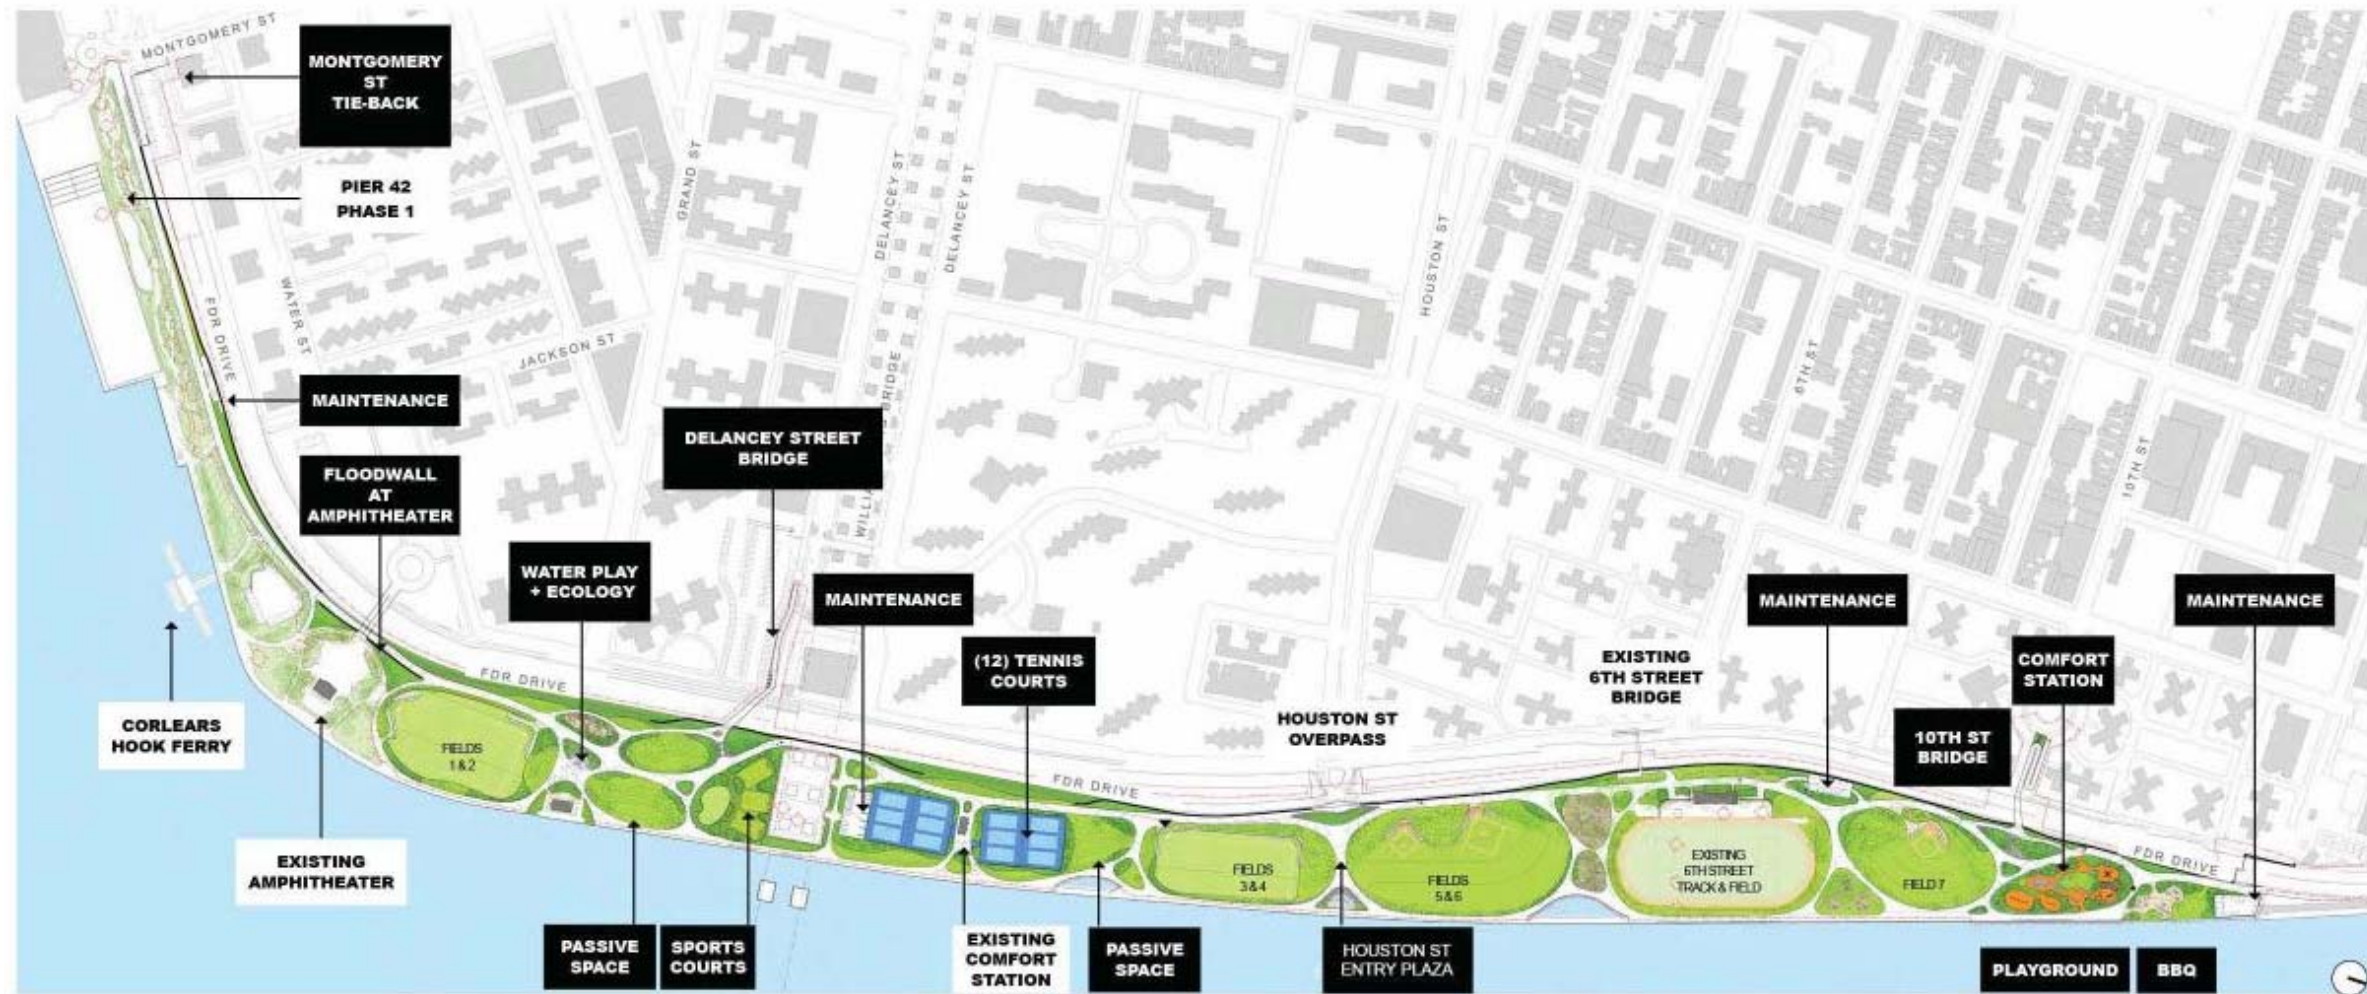 MONTGOMERY ST
MONTGOMERY
ST
TIE-BACK
PIER 42
PHASE 1
FDR DRIVE
WATER ST
JACKSON ST
GRAND ST
DELANCEY ST
DELANCEY ST
HOUSTON ST
6TH ST
10TH ST
MAINTENANCE
FLOODWALL
AT
AMPHITHEATER
WATER PLAY
+ ECOLOGY
DELANCEY STREET
BRIDGE
BRIDGE
MAINTENANCE
(12) TENNIS
COURTS
HOUSTON ST
OVERPASS
EXISTING
6TH STREET
BRIDGE
MAINTENANCE
10TH ST
BRIDGE
COMFORT
STATION
MAINTENANCE
FDR DRIVE
FDR DRIVE
FDR DRIVE
CORLEARS
HOOK FERRY
EXISTING
AMPHITHEATER
FIELDS
1&2
FIELDS
3&4
FIELDS
5&6
EXISTING
6TH STREET
TRACK & FIELD
FIELD 7
PASSIVE
SPACE
SPORTS
COURTS
EXISTING
COMFORT
STATION
PASSIVE
SPACE
HOUSTON ST
ENTRY PLAZA
PLAYGROUND
BBQ